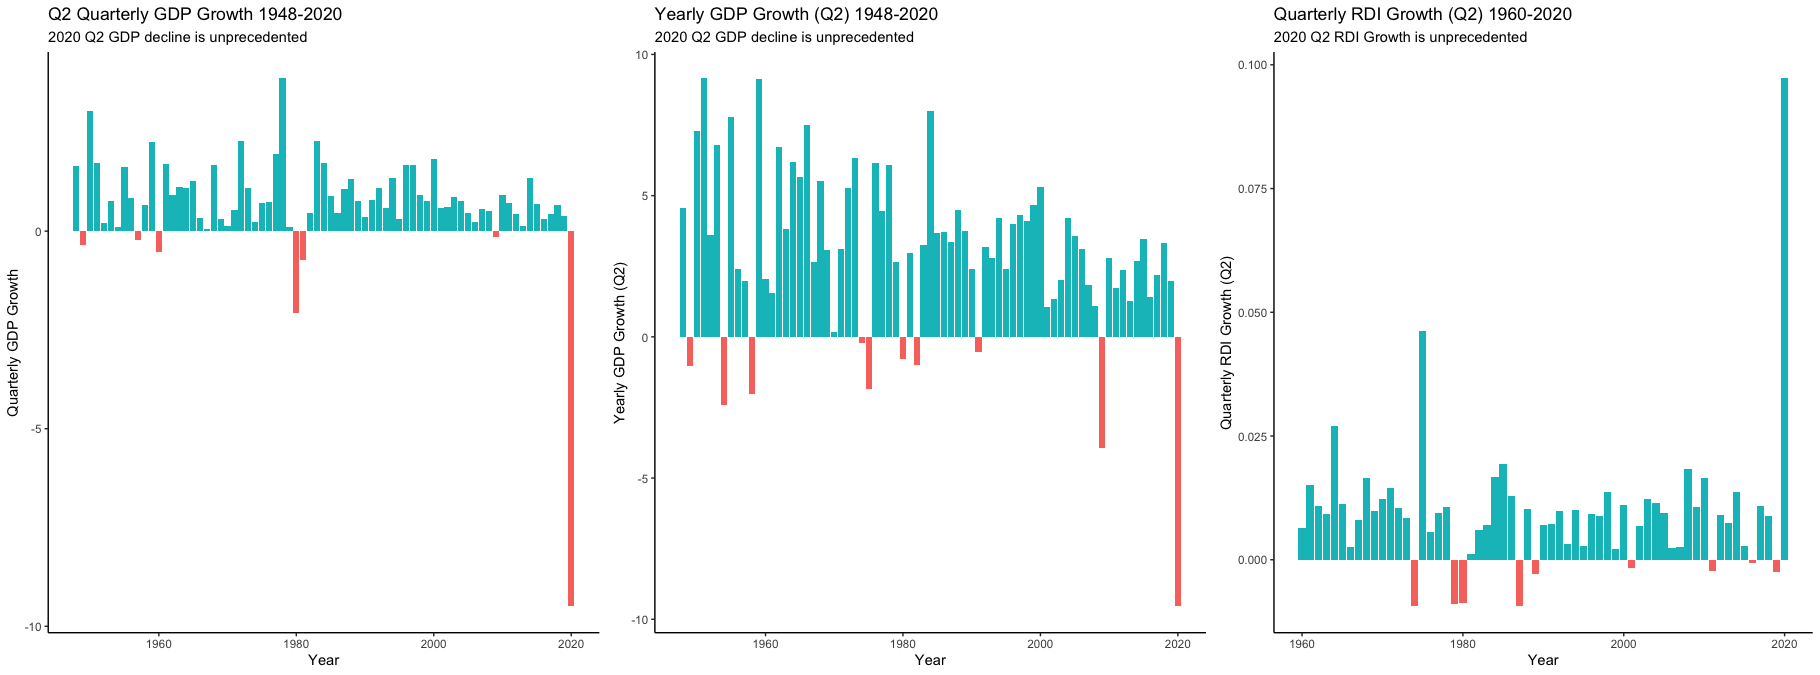 Q2 Quarterly GDP Growth 1948-2020
2020 Q2 GDP decline is unprecedented
0
-5
-10
Quarterly GDP Growth
1960 1980 2000 2020
Year
Yearly GDP Growth (Q2) 1948-2020
2020 Q2 GDP decline is unprecedented
10
5
0
-5
-10
Yearly GDP Growth (Q2)
1960 1980 2000 2020
Year
Quarterly RDI Growth (Q2) 1960-2020
2020 Q2 RDI Growth is unprecedented
0.100
0.075
0.050
0.025
0.000
Quarterly RDI Growth (Q2)
1960 1980 2000 2020
Year